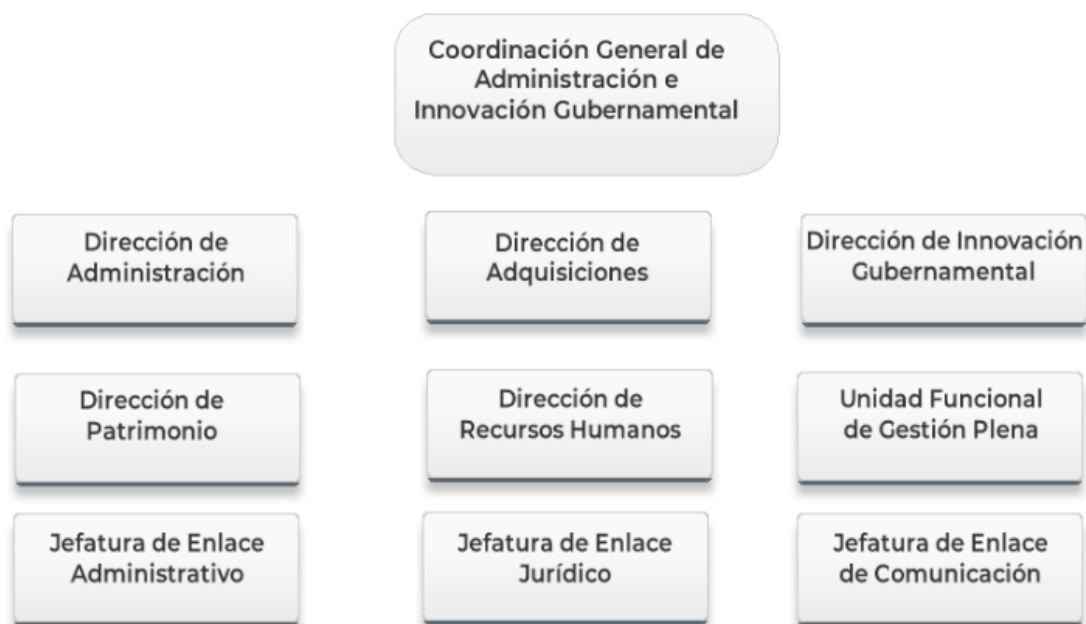 Coordinación General de
Administración e
Innovación Gubernamental
Dirección de
Administración
Dirección de
Adquisiciones
Dirección de Innovación
Gubernamental
Dirección de
Patrimonio
Dirección de
Recursos Humanos
Unidad Funcional
de Gestión Plena
Jefatura de Enlace
Administrativo
Jefatura de Enlace
Jurídico
Jefatura de Enlace
de Comunicación